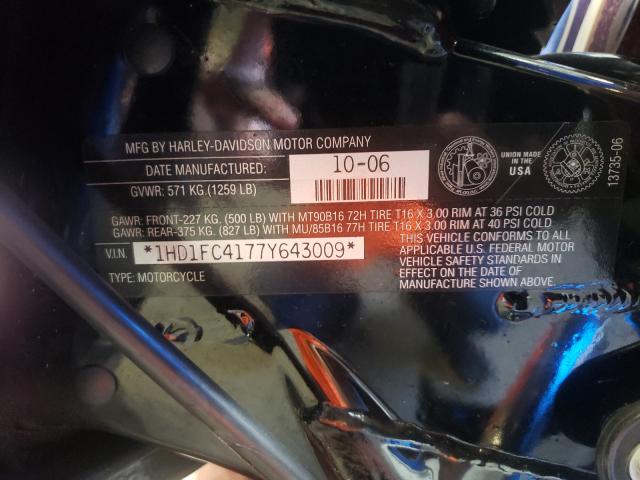 MFG BY HARLEY-DAVIDSON MOTOR COMPANY
DATE MANUFACTURED: 10-06
GVWR: 571 KG (1259 LB)
UNION MADE
IN THE
USA
13735-06
GAWR: FRONT-227 KG. (500 LB) WITH MT90B16 72H TIRE T16 X 3.00 RIM AT 36 PSI COLD
GAWR: REAR-375 KG. (827 LB) WITH MU/85B16 77H TIRE T16 X 3.00 RIM AT 40 PSI COLD
V.I.N. *1HD1FC4177Y643009*
TYPE: MOTORCYCLE
THIS VEHICLE CONFORMS TO ALL
APPLICABLE U.S. FEDERAL MOTOR
VEHICLE SAFETY STANDARDS IN
EFFECT ON THE DATE OF
MANUFACTURE SHOWN ABOVE